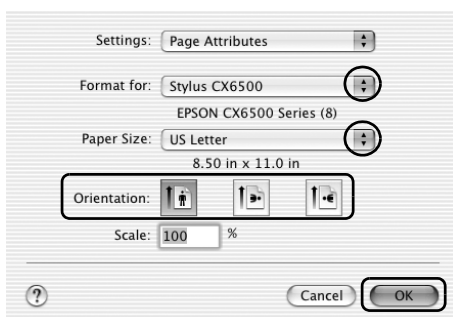 Settings: Page Attributes
Format for: Stylus CX6500
EPSON CX6500 Series (8)
Paper Size: US Letter
8.50 in x 11.0 in
Orientation:
Scale: 100 %
? Cancel OK